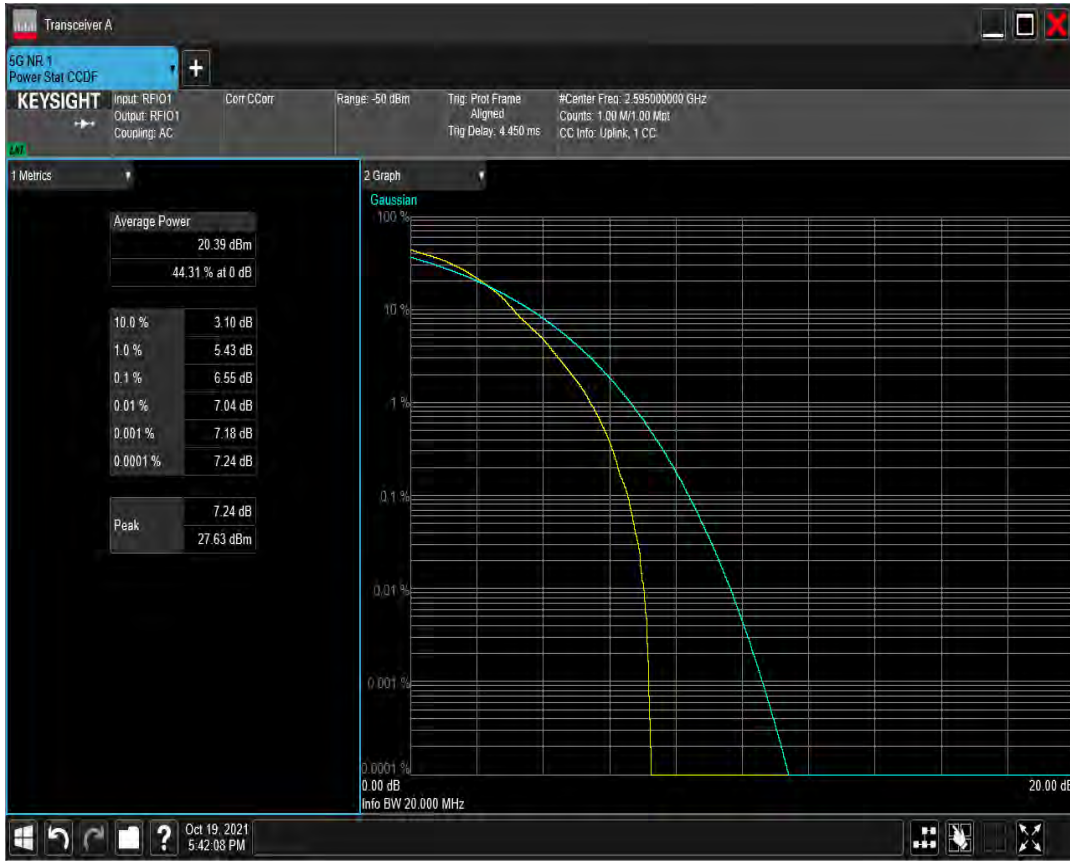 Transceiver A
5G NR 1
Power Stat CCDF
+
KEYSIGHT
Input: RFIO1
Output: RFIO1
Coupling: AC
Corr CCorr
Range: -50 dBm
Trig: Prot Frame
Aligned
Trig Delay: 4.450 ms
#Center Freq: 2.595000000 GHz
Counts: 1.00 M/1.00 Mpt
CC Info: Uplink, 1 CC
LNT
1 Metrics
Average Power
20.39 dBm
44.31 % at 0 dB
10.0 % 3.10 dB
1.0 % 5.43 dB
0.1 % 6.55 dB
0.01 % 7.04 dB
0.001 % 7.18 dB
0.0001 % 7.24 dB
Peak
7.24 dB
27.63 dBm
2 Graph
Gaussian
100 %
10 %
1 %
0.1 %
0.01 %
0.001 %
0.0001 %
0.00 dB
20.00 dB
Info BW 20.000 MHz
?
Oct 19, 2021
5:42:08 PM